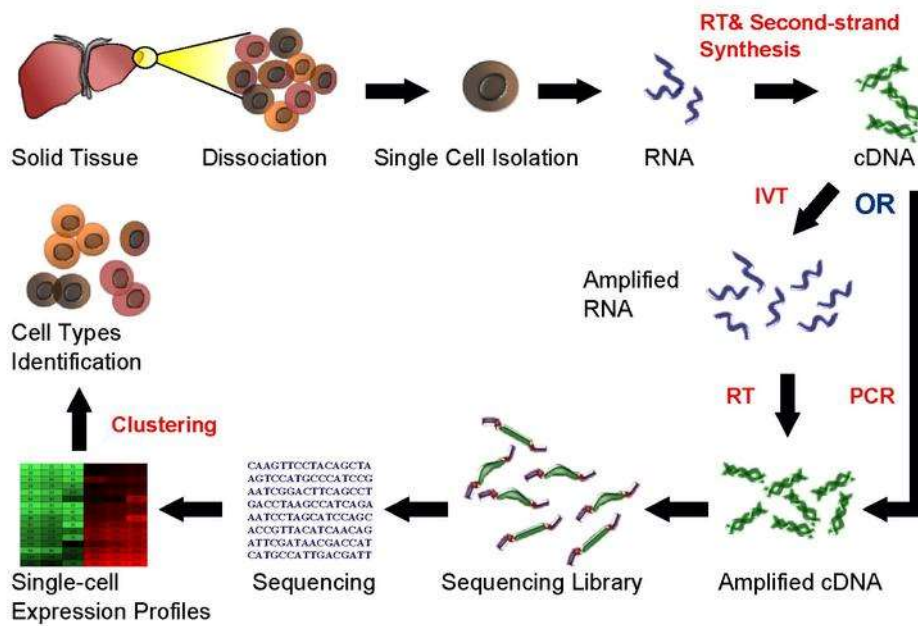 RT& Second-strand
Synthesis
Solid Tissue
Dissociation
Single Cell Isolation
RNA
cDNA
IVT
OR
Amplified
RNA
Cell Types
Identification
RT
PCR
Clustering
CAAGTTCCTACAGCTA
AGTCCATGCCCATCCG
AATCGGACTTCAGCCT
GACCTAAGCCATCAGA
AATCCTAGCATCCAGC
ACCGTTACATCAACAG
ATTCGATAACGACCAT
CATGCCATTGACGATT
Single-cell
Expression Profiles
Sequencing
Sequencing Library
Amplified cDNA